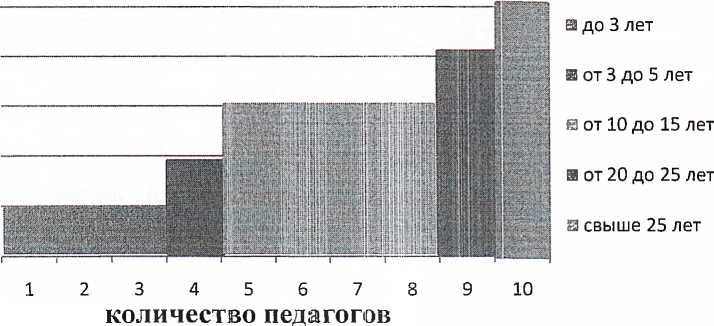 до 3 лет
от 3 до 5 лет
от 10 до 15 лет
от 20 до 25 лет
свыше 25 лет
1 2 3 4 5 6 7 8 9 10
количество педагогов